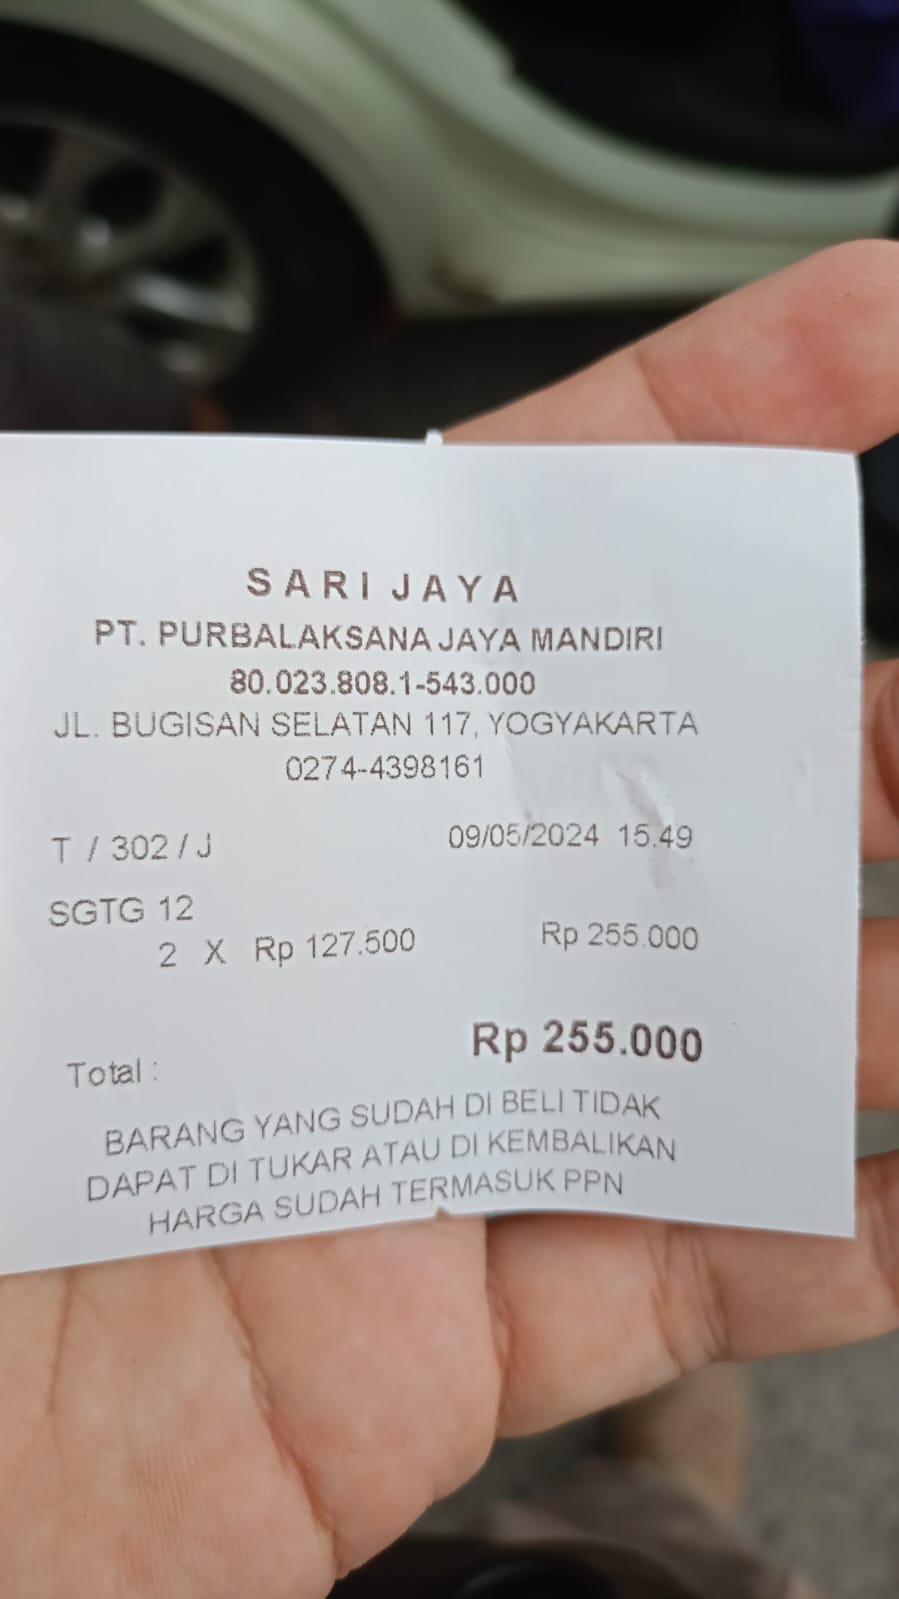 SARI JAYA
PT. PURBALAKSANA JAYA MANDIRI
80.023.808.1-543.000
JL. BUGISAN SELATAN 117, YOGYAKARTA
0274-4398161
T / 302 / J 09/05/2024 15.49
SGTG 12
2 X Rp 127.500 Rp 255.000
Total : Rp 255.000
BARANG YANG SUDAH DI BELI TIDAK
DAPAT DI TUKAR ATAU DI KEMBALIKAN
HARGA SUDAH TERMASUK PPN